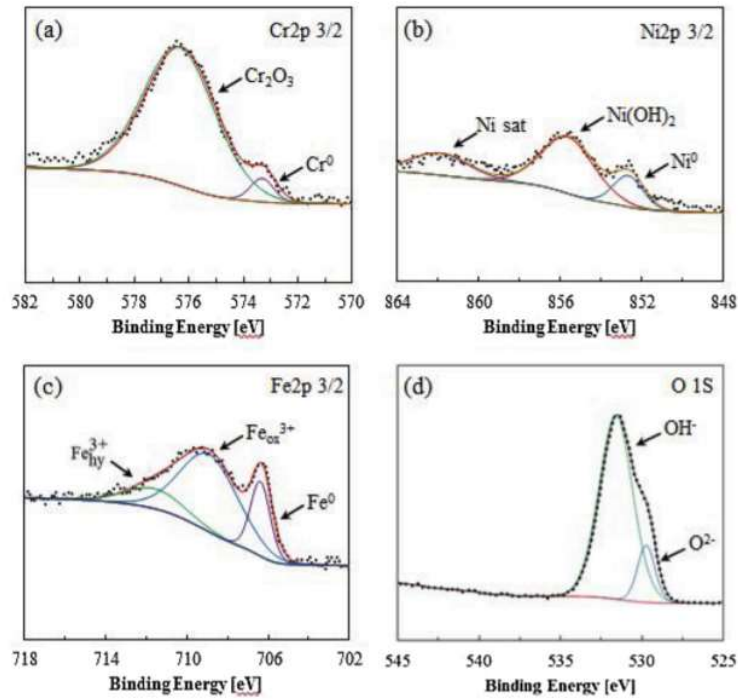 (a) Cr2p 3/2
Cr₂O₃
Cr⁰
582 580 578 576 574 572 570
Binding Energy [eV]
(b) Ni2p 3/2
Ni sat
Ni(OH)₂
Ni⁰
864 860 856 852 848
Binding Energy [eV]
(c) Fe2p 3/2
Fe³⁺hy
Feox³⁺
Fe⁰
718 714 710 706 702
Binding Energy [eV]
(d) O 1S
OH⁻
O²⁻
545 540 535 530 525
Binding Energy [eV]